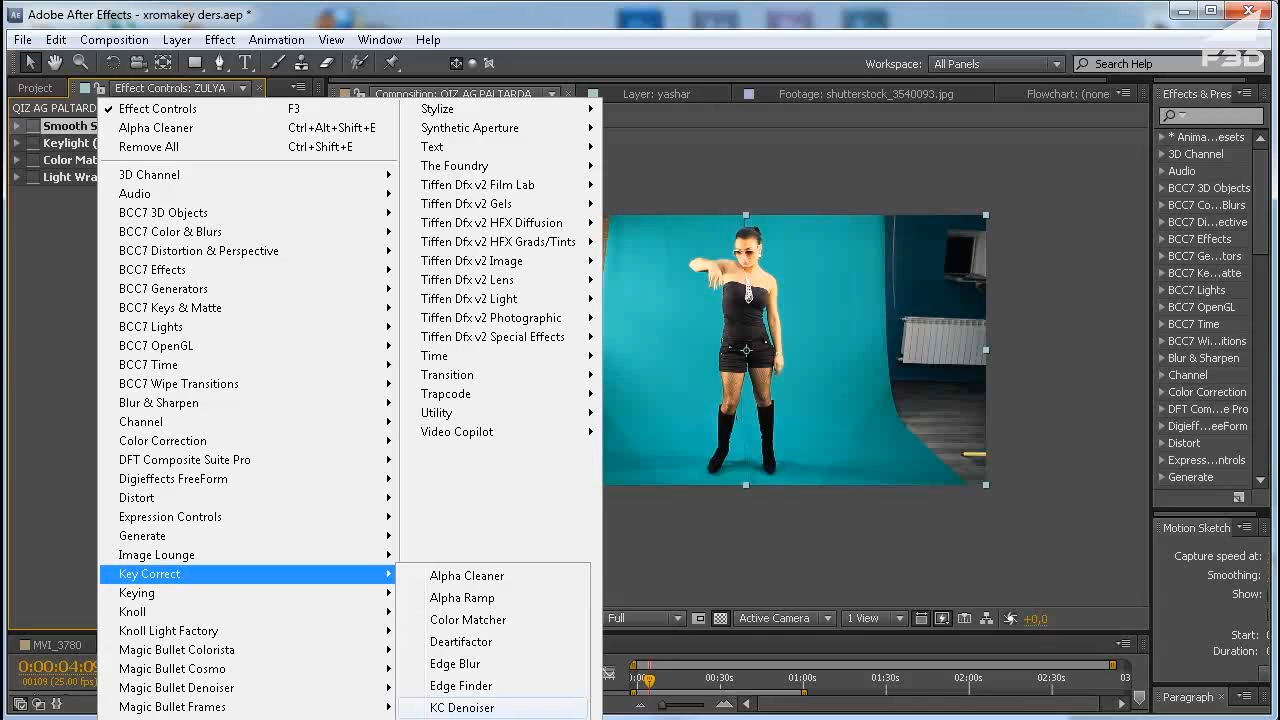 Adobe After Effects - xromakey ders.aep *
File Edit Composition Layer Effect Animation View Window Help
F3D
Workspace: All Panels Search Help
Project Effect Controls: ZULYA Composition: QIZ AG PALTARDA Layer: yashar Footage: shutterstock_3540093.jpg Flowchart: (none Effects & Pres
QIZ AG PALTARD
Smooth S
Keylight (
Color Mat
Light Wra
Effect Controls F3
Alpha Cleaner Ctrl+Alt+Shift+E
Remove All Ctrl+Shift+E
3D Channel
Audio
BCC7 3D Objects
BCC7 Color & Blurs
BCC7 Distortion & Perspective
BCC7 Effects
BCC7 Generators
BCC7 Keys & Matte
BCC7 Lights
BCC7 OpenGL
BCC7 Time
BCC7 Wipe Transitions
Blur & Sharpen
Channel
Color Correction
DFT Composite Suite Pro
Digieffects FreeForm
Distort
Expression Controls
Generate
Image Lounge
Key Correct
Keying
Knoll
Knoll Light Factory
Magic Bullet Colorista
Magic Bullet Cosmo
Magic Bullet Denoiser
Magic Bullet Frames
Stylize
Synthetic Aperture
Text
The Foundry
Tiffen Dfx v2 Film Lab
Tiffen Dfx v2 Gels
Tiffen Dfx v2 HFX Diffusion
Tiffen Dfx v2 HFX Grads/Tints
Tiffen Dfx v2 Image
Tiffen Dfx v2 Lens
Tiffen Dfx v2 Light
Tiffen Dfx v2 Photographic
Tiffen Dfx v2 Special Effects
Time
Transition
Trapcode
Utility
Video Copilot
Alpha Cleaner
Alpha Ramp
Color Matcher
Deartifactor
Edge Blur
Edge Finder
KC Denoiser
* Anima...esets
3D Channel
Audio
BCC7 3D Objects
BCC7 Co...Blurs
BCC7 Di...ective
BCC7 Effects
BCC7 Ge...tors
BCC7 Ke...atte
BCC7 Lights
BCC7 OpenGL
BCC7 Time
BCC7 Wi...itions
Blur & Sharpen
Channel
Color Correction
DFT Com...e Pro
Digieff...eeForm
Distort
Express...ntrols
Generate
Motion Sketch
Capture speed at:
Smoothing:
Show:
Start:
Duration:
Paragraph
Full Active Camera 1 View +0,0
MVI_3780
0:00:04:09
00109 (25.00 fps)
0:00s 00:30s 01:00s 01:30s 02:00s 02:30s 03